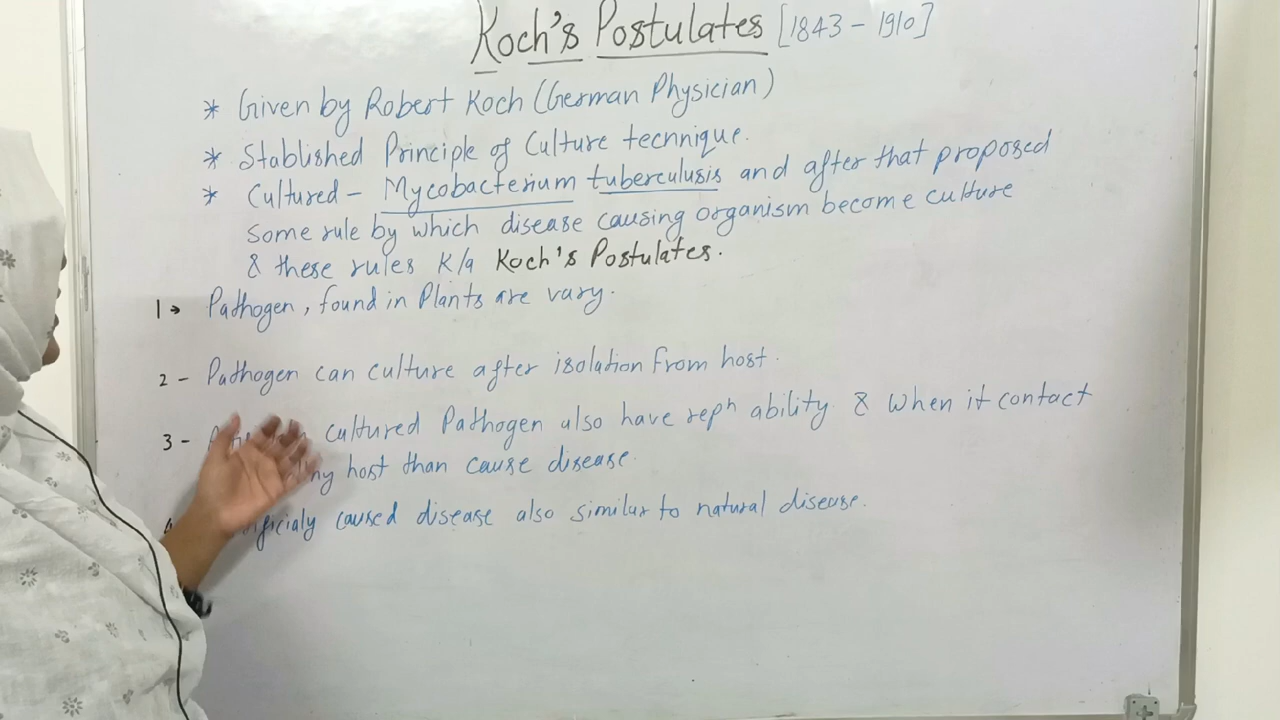 Koch's Postulates [1843 - 1910]
* Given by Robert Koch (German Physician)
* Stablished Principle of Culture tecnnique.
* Cultured - Mycobacterium tuberculusis and after that proposed
some rule by which disease causing organism become culture
& these rules K/a Koch's Postulates.
1→ Pathogen, found in Plants are vary.
2 - Pathogen can culture after isolation from host.
3 - cultured Pathogen also have repⁿ ability & when it contact
host than cause disease.
caused disease also similar to natural disease.